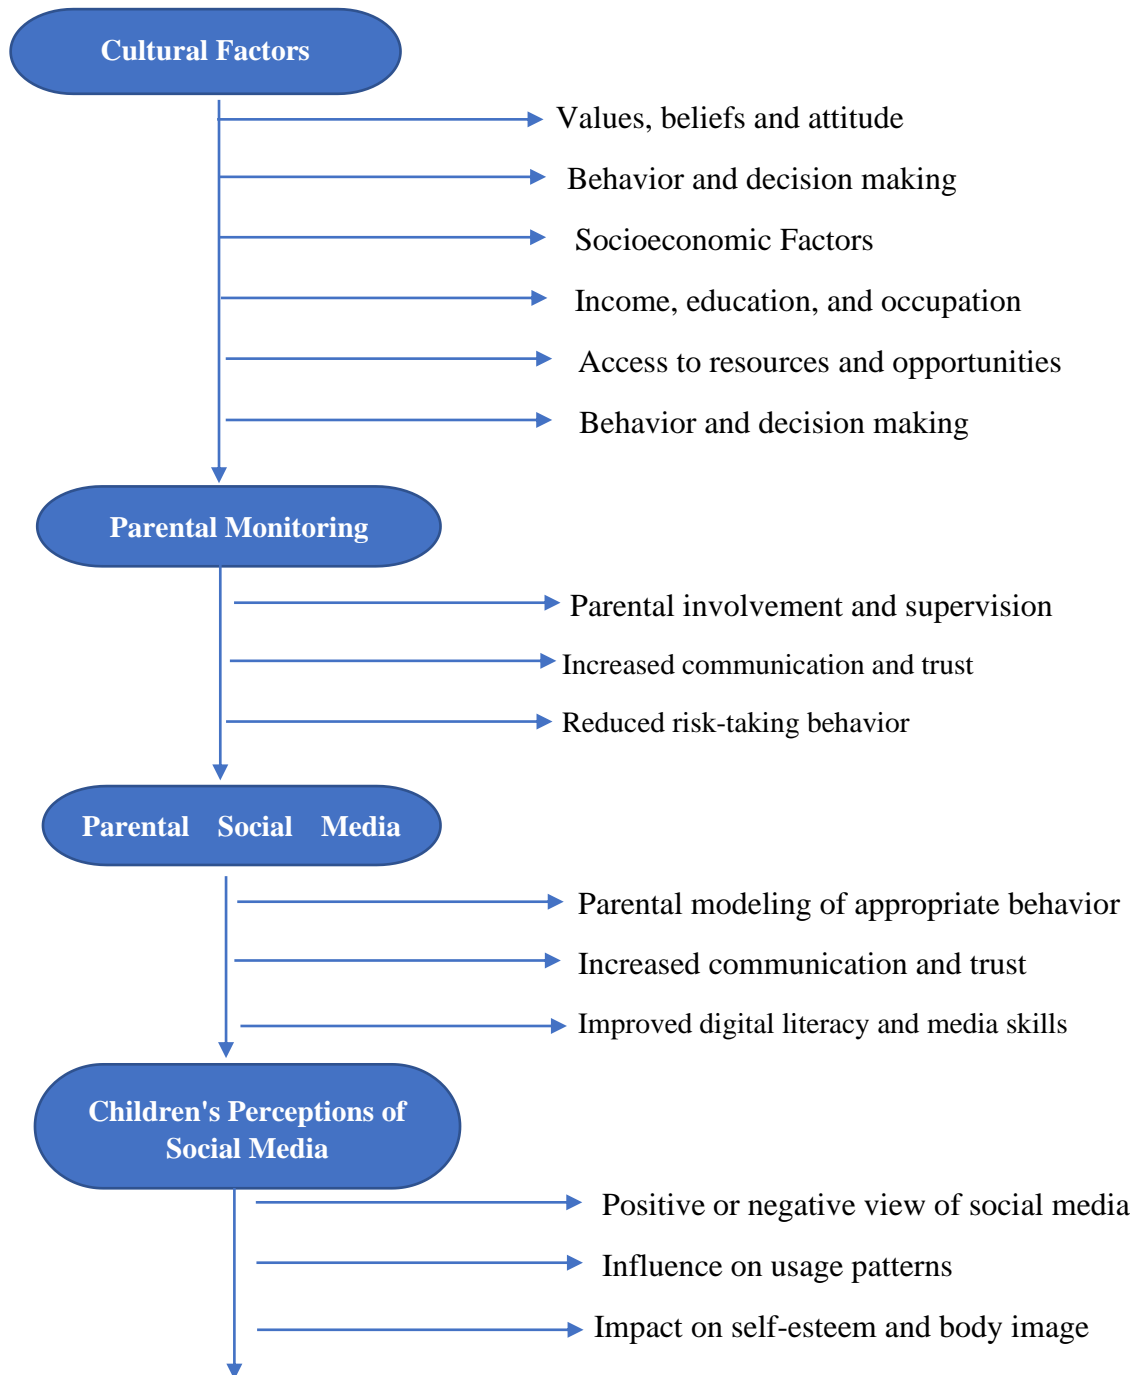 Cultural Factors
Values, beliefs and attitude
Behavior and decision making
Socioeconomic Factors
Income, education, and occupation
Access to resources and opportunities
Behavior and decision making
Parental Monitoring
Parental involvement and supervision
Increased communication and trust
Reduced risk-taking behavior
Parental Social Media
Parental modeling of appropriate behavior
Increased communication and trust
Improved digital literacy and media skills
Children's Perceptions of
Social Media
Positive or negative view of social media
Influence on usage patterns
Impact on self-esteem and body image